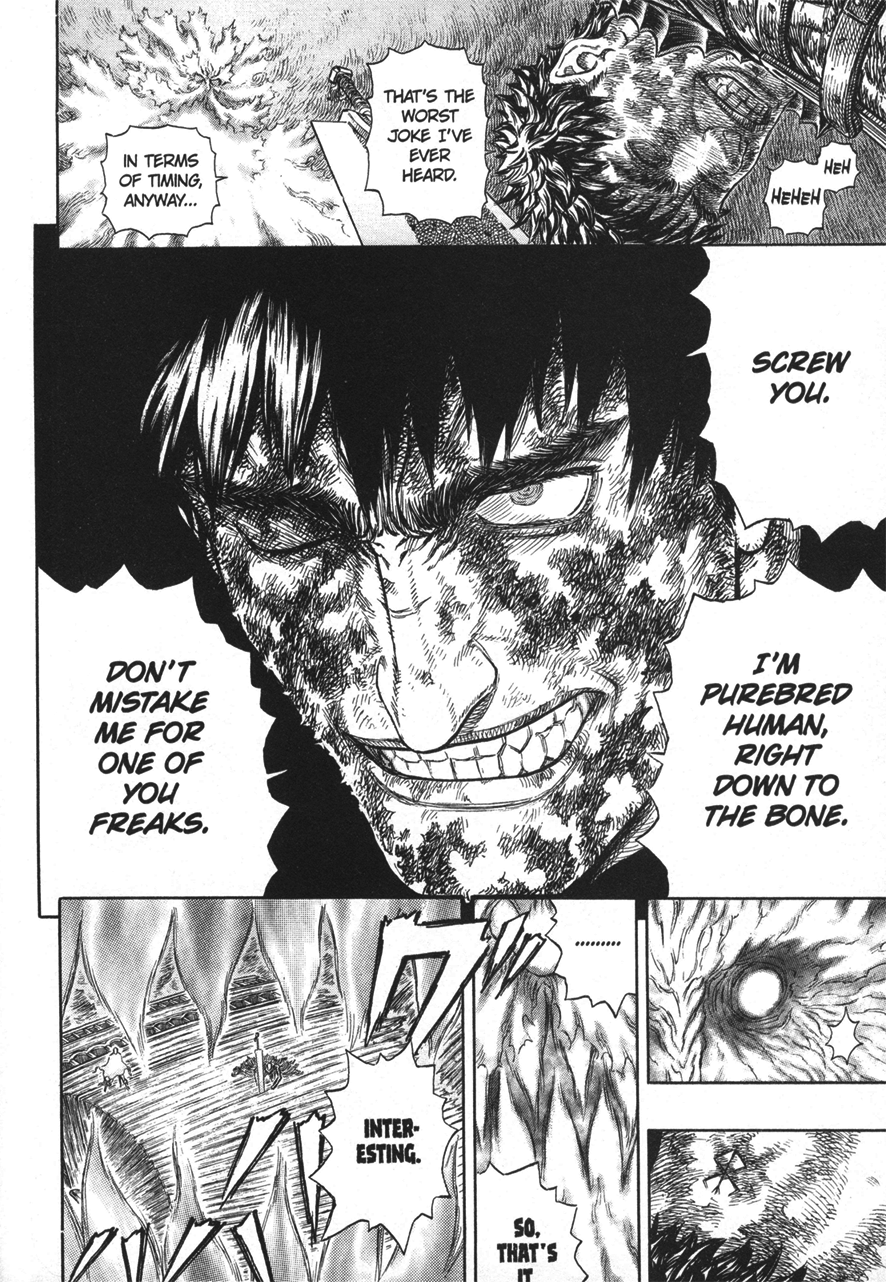 HEH
HEHEH
THAT'S THE
WORST
JOKE I'VE
EVER
HEARD.
IN TERMS
OF TIMING,
ANYWAY...
SCREW
YOU.
I'M
PUREBRED
HUMAN,
RIGHT
DOWN TO
THE BONE.
DON'T
MISTAKE
ME FOR
ONE OF
YOU
FREAKS.
...........
SO,
THAT'S
IT
INTER-
ESTING.